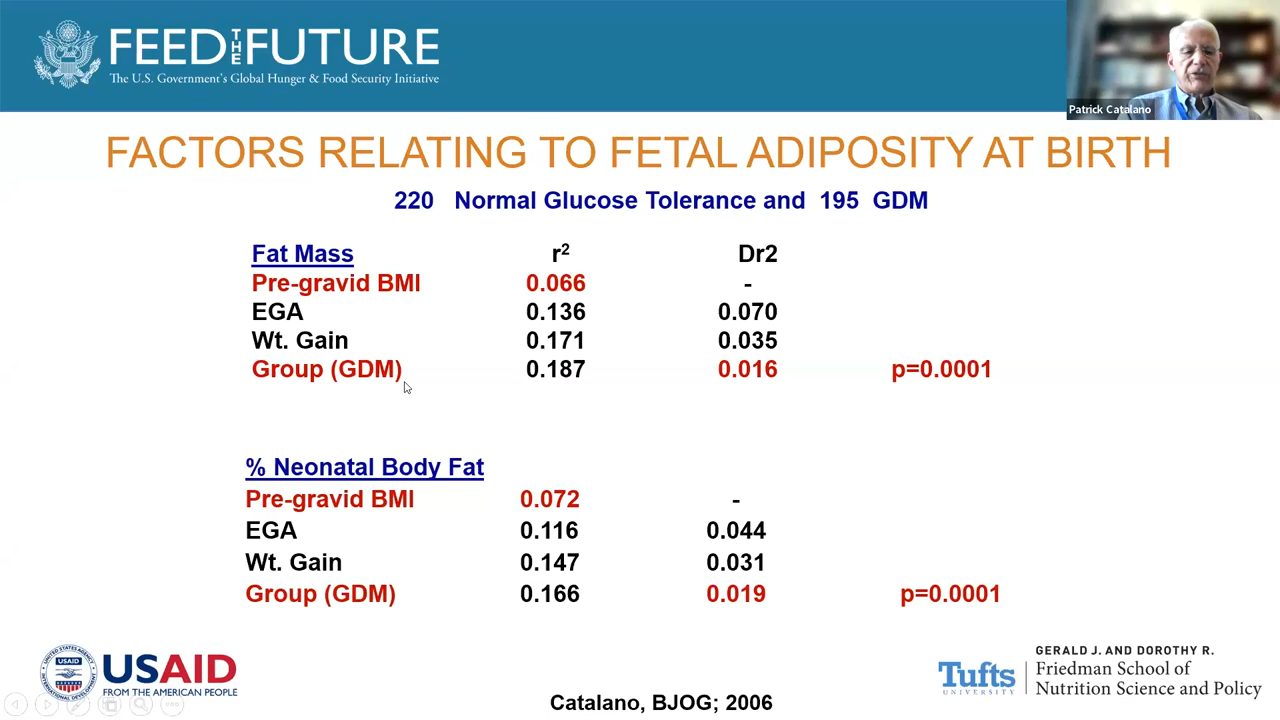 FEED THE FUTURE
The U.S. Government's Global Hunger & Food Security Initiative
Patrick Catalano
FACTORS RELATING TO FETAL ADIPOSITY AT BIRTH
220 Normal Glucose Tolerance and 195 GDM
Fat Mass r² Dr2
Pre-gravid BMI 0.066 -
EGA 0.136 0.070
Wt. Gain 0.171 0.035
Group (GDM) 0.187 0.016 p=0.0001
% Neonatal Body Fat
Pre-gravid BMI 0.072 -
EGA 0.116 0.044
Wt. Gain 0.147 0.031
Group (GDM) 0.166 0.019 p=0.0001
USAID
USAID
FROM THE AMERICAN PEOPLE
Catalano, BJOG; 2006
Tufts
UNIVERSITY
GERALD J. AND DOROTHY R.
Friedman School of
Nutrition Science and Policy